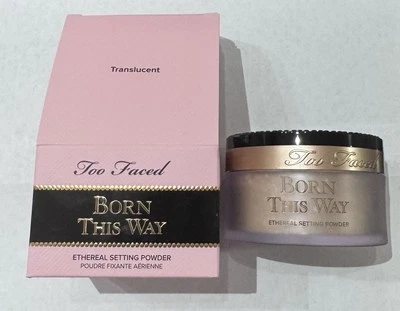 Translucent
Too Faced
BORN
THIS WAY
ETHEREAL SETTING POWDER
POUDRE FIXANTE AÉRIENNE
Too Faced
BORN
THIS WAY
ETHEREAL SETTING POWDER